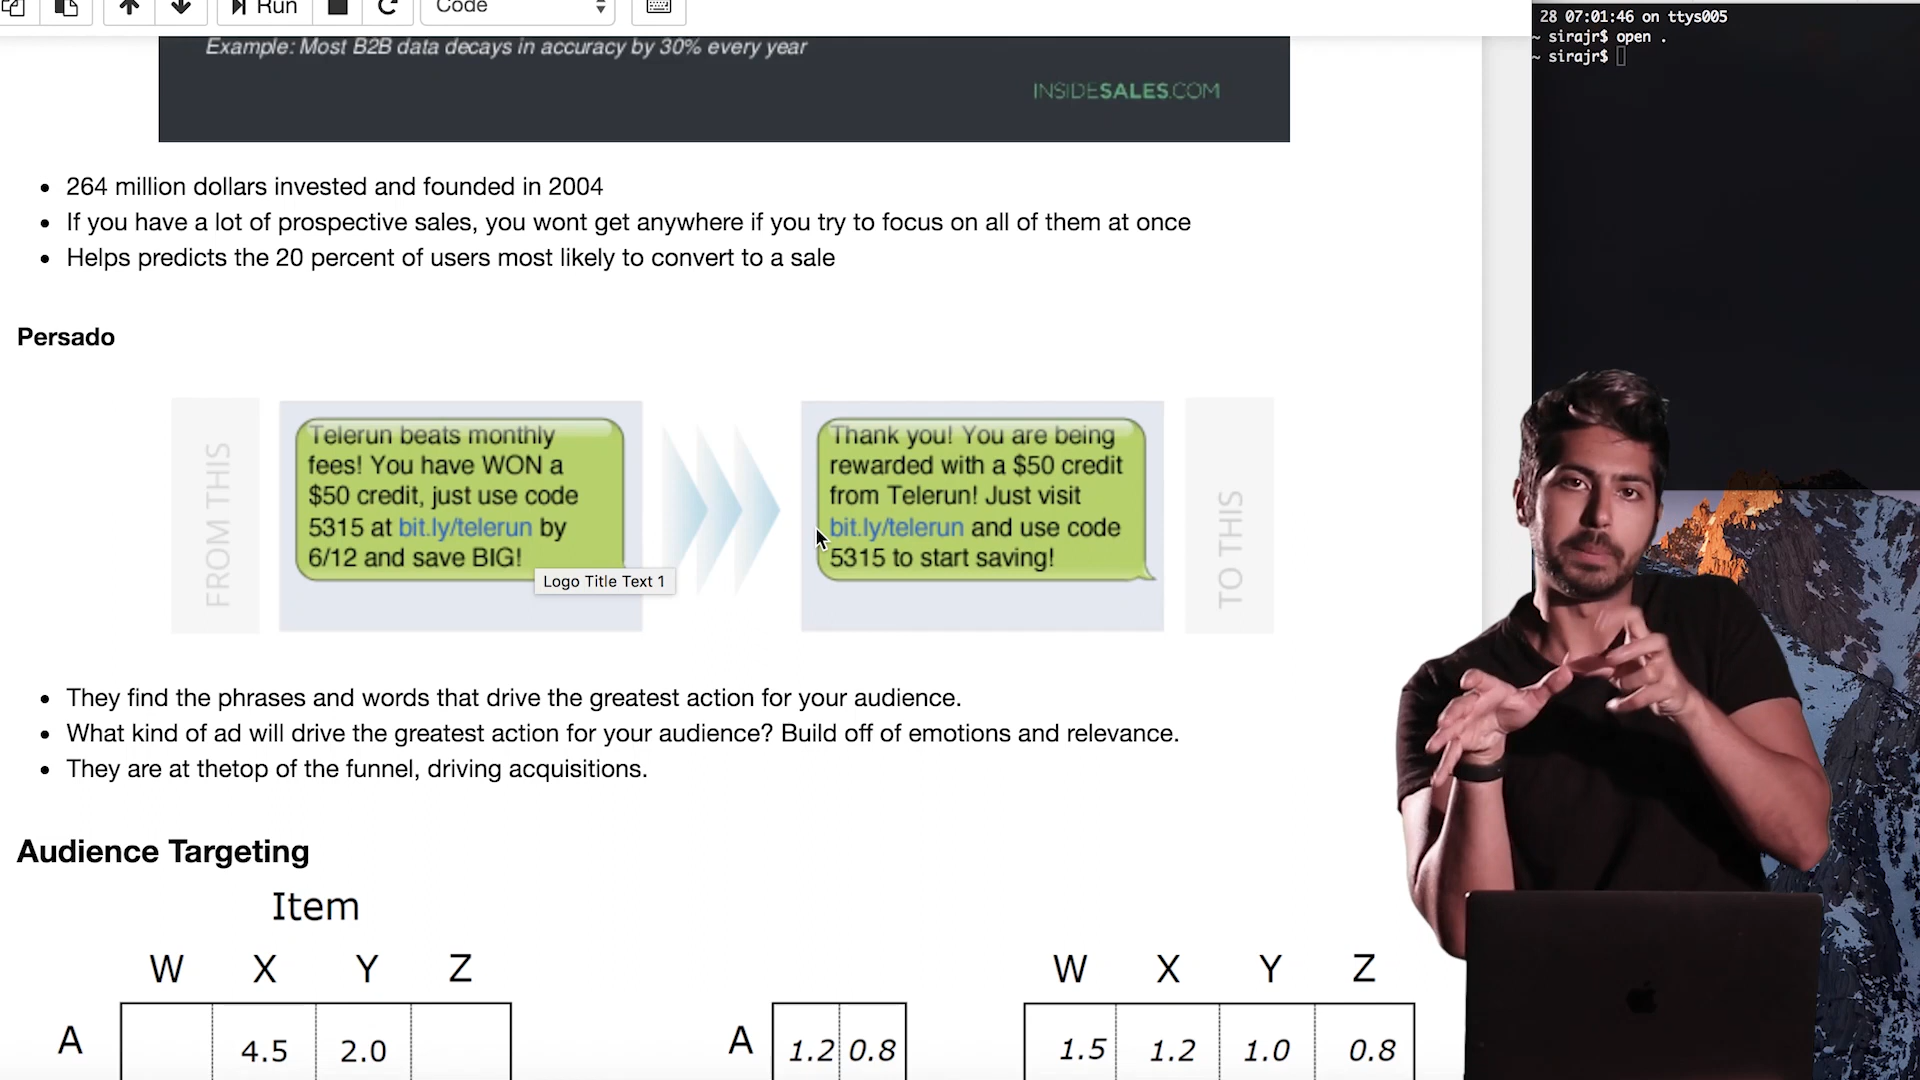 Run
Code
28 07:01:46 on ttys005
~ sirajr$ open .
~ sirajr$
Example: Most B2B data decays in accuracy by 30% every year
INSIDESALES.COM
• 264 million dollars invested and founded in 2004
• If you have a lot of prospective sales, you wont get anywhere if you try to focus on all of them at once
• Helps predicts the 20 percent of users most likely to convert to a sale
Persado
FROM THIS
Telerun beats monthly
fees! You have WON a
$50 credit, just use code
5315 at bit.ly/telerun by
6/12 and save BIG!
Logo Title Text 1
Thank you! You are being
rewarded with a $50 credit
from Telerun! Just visit
bit.ly/telerun and use code
5315 to start saving!
TO THIS
• They find the phrases and words that drive the greatest action for your audience.
• What kind of ad will drive the greatest action for your audience? Build off of emotions and relevance.
• They are at thetop of the funnel, driving acquisitions.
Audience Targeting
Item
W X Y Z
A 4.5 2.0
A 1.2 0.8
W X Y Z
1.5 1.2 1.0 0.8